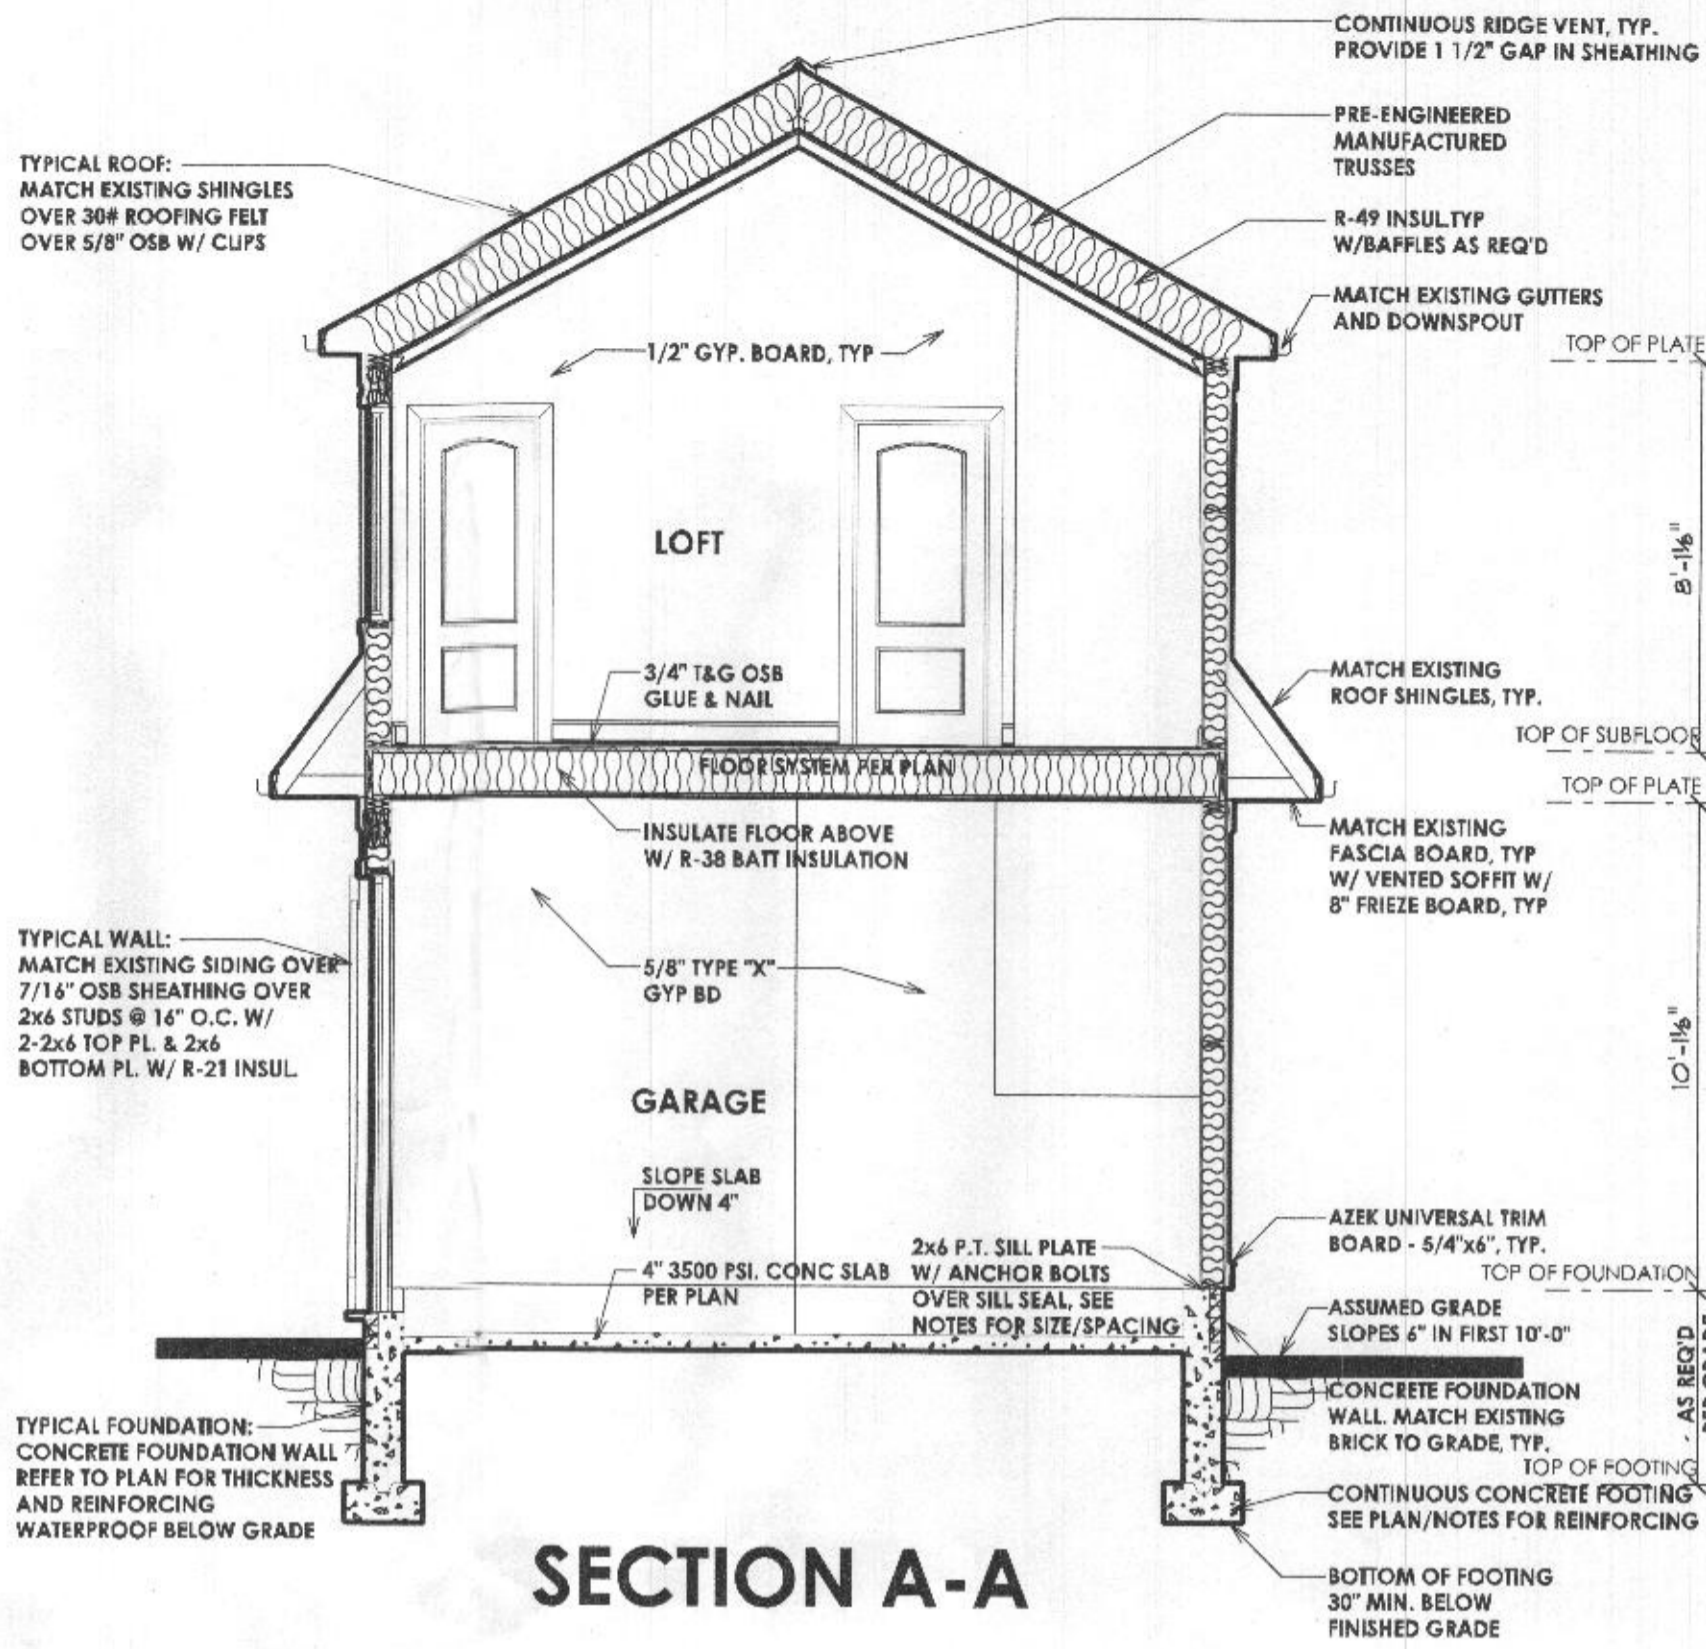 CONTINUOUS RIDGE VENT, TYP.
PROVIDE 1 1/2" GAP IN SHEATHING
PRE-ENGINEERED
MANUFACTURED
TRUSSES
TYPICAL ROOF:
MATCH EXISTING SHINGLES
OVER 30# ROOFING FELT
OVER 5/8" OSB W/ CLIPS
R-49 INSUL.TYP
W/BAFFLES AS REQ'D
MATCH EXISTING GUTTERS
AND DOWNSPOUT
TOP OF PLATE
1/2" GYP. BOARD, TYP
LOFT
8'-1⅛"
3/4" T&G OSB
GLUE & NAIL
MATCH EXISTING
ROOF SHINGLES, TYP.
TOP OF SUBFLOOR
FLOOR SYSTEM PER PLAN
TOP OF PLATE
INSULATE FLOOR ABOVE
W/ R-38 BATT INSULATION
MATCH EXISTING
FASCIA BOARD, TYP
W/ VENTED SOFFIT W/
8" FRIEZE BOARD, TYP
TYPICAL WALL:
MATCH EXISTING SIDING OVER
7/16" OSB SHEATHING OVER
2x6 STUDS @ 16" O.C. W/
2-2x6 TOP PL. & 2x6
BOTTOM PL. W/ R-21 INSUL.
5/8" TYPE "X"
GYP BD
10'-1⅛"
GARAGE
SLOPE SLAB
DOWN 4"
4" 3500 PSI. CONC SLAB
PER PLAN
2x6 P.T. SILL PLATE
W/ ANCHOR BOLTS
OVER SILL SEAL, SEE
NOTES FOR SIZE/SPACING
AZEK UNIVERSAL TRIM
BOARD - 5/4"x6", TYP.
TOP OF FOUNDATION
ASSUMED GRADE
SLOPES 6" IN FIRST 10'-0"
AS REQ'D
CONCRETE FOUNDATION
WALL. MATCH EXISTING
BRICK TO GRADE, TYP.
TOP OF FOOTING
CONTINUOUS CONCRETE FOOTING
SEE PLAN/NOTES FOR REINFORCING
TYPICAL FOUNDATION:
CONCRETE FOUNDATION WALL
REFER TO PLAN FOR THICKNESS
AND REINFORCING
WATERPROOF BELOW GRADE
BOTTOM OF FOOTING
30" MIN. BELOW
FINISHED GRADE
SECTION A-A